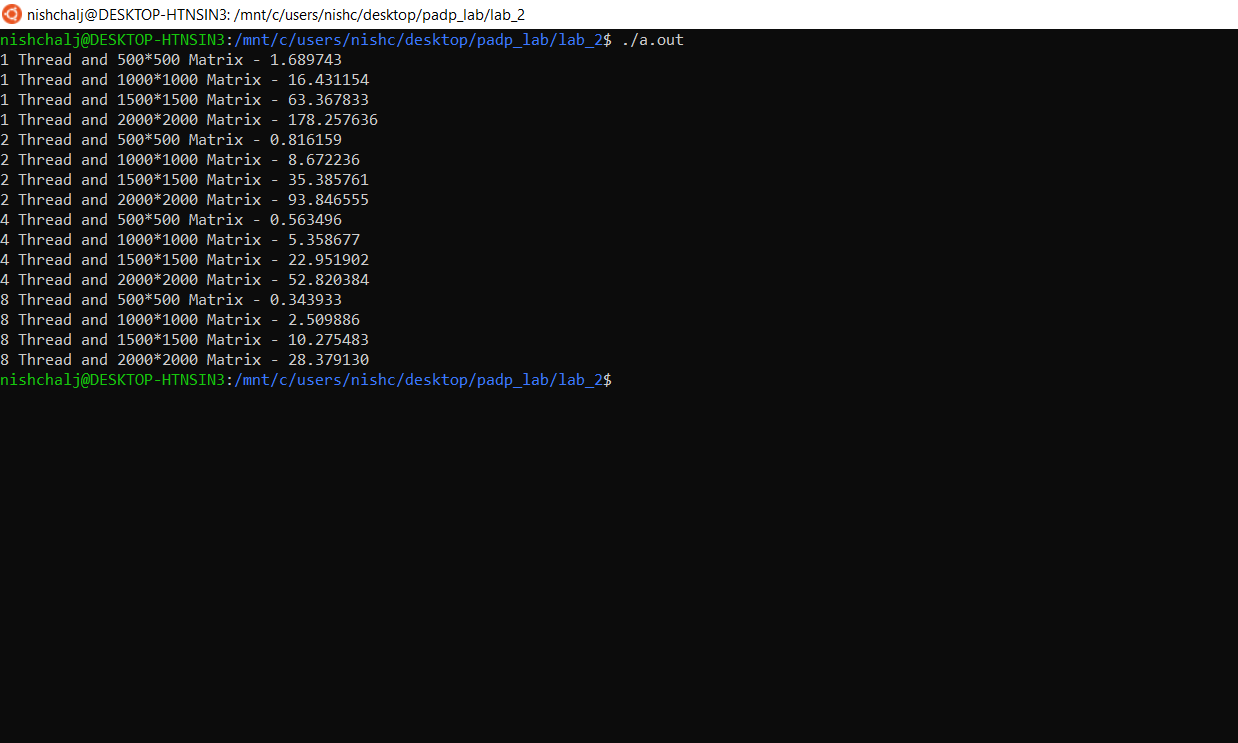 nishchalj@DESKTOP-HTNSIN3: /mnt/c/users/nishc/desktop/padp_lab/lab_2
nishchalj@DESKTOP-HTNSIN3:/mnt/c/users/nishc/desktop/padp_lab/lab_2$ ./a.out
1 Thread and 500*500 Matrix - 1.689743
1 Thread and 1000*1000 Matrix - 16.431154
1 Thread and 1500*1500 Matrix - 63.367833
1 Thread and 2000*2000 Matrix - 178.257636
2 Thread and 500*500 Matrix - 0.816159
2 Thread and 1000*1000 Matrix - 8.672236
2 Thread and 1500*1500 Matrix - 35.385761
2 Thread and 2000*2000 Matrix - 93.846555
4 Thread and 500*500 Matrix - 0.563496
4 Thread and 1000*1000 Matrix - 5.358677
4 Thread and 1500*1500 Matrix - 22.951902
4 Thread and 2000*2000 Matrix - 52.820384
8 Thread and 500*500 Matrix - 0.343933
8 Thread and 1000*1000 Matrix - 2.509886
8 Thread and 1500*1500 Matrix - 10.275483
8 Thread and 2000*2000 Matrix - 28.379130
nishchalj@DESKTOP-HTNSIN3:/mnt/c/users/nishc/desktop/padp_lab/lab_2$